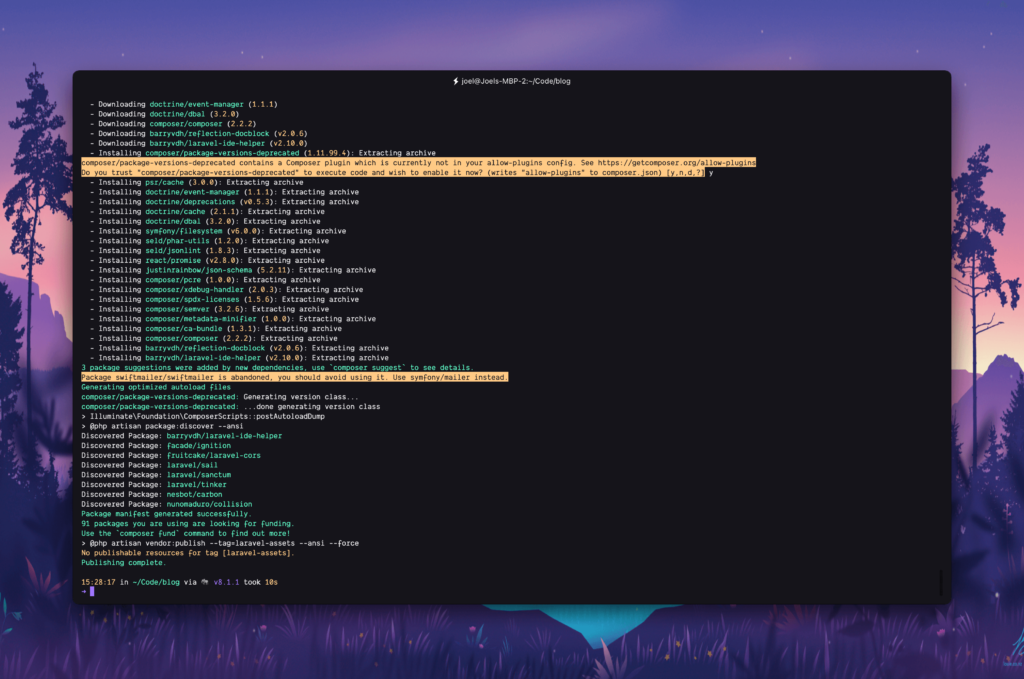 joel@Joels-MBP-2:~/Code/blog
- Downloading doctrine/event-manager (1.1.1)
- Downloading doctrine/dbal (3.2.0)
- Downloading composer/composer (2.2.2)
- Downloading barryvdh/reflection-docblock (v2.0.6)
- Downloading barryvdh/laravel-ide-helper (v2.10.0)
- Installing composer/package-versions-deprecated (1.11.99.4): Extracting archive
composer/package-versions-deprecated contains a Composer plugin which is currently not in your allow-plugins config. See https://getcomposer.org/allow-plugins
Do you trust "composer/package-versions-deprecated" to execute code and wish to enable it now? (writes "allow-plugins" to composer.json) [y,n,d,?] y
- Installing psr/cache (3.0.0): Extracting archive
- Installing doctrine/event-manager (1.1.1): Extracting archive
- Installing doctrine/deprecations (v0.5.3): Extracting archive
- Installing doctrine/cache (2.1.1): Extracting archive
- Installing doctrine/dbal (3.2.0): Extracting archive
- Installing symfony/filesystem (v6.0.0): Extracting archive
- Installing seld/phar-utils (1.2.0): Extracting archive
- Installing seld/jsonlint (1.8.3): Extracting archive
- Installing react/promise (v2.8.0): Extracting archive
- Installing justinrainbow/json-schema (5.2.11): Extracting archive
- Installing composer/pcre (1.0.0): Extracting archive
- Installing composer/xdebug-handler (2.0.3): Extracting archive
- Installing composer/spdx-licenses (1.5.6): Extracting archive
- Installing composer/semver (3.2.6): Extracting archive
- Installing composer/metadata-minifier (1.0.0): Extracting archive
- Installing composer/ca-bundle (1.3.1): Extracting archive
- Installing composer/composer (2.2.2): Extracting archive
- Installing barryvdh/reflection-docblock (v2.0.6): Extracting archive
- Installing barryvdh/laravel-ide-helper (v2.10.0): Extracting archive
3 package suggestions were added by new dependencies, use `composer suggest` to see details.
Package swiftmailer/swiftmailer is abandoned, you should avoid using it. Use symfony/mailer instead.
Generating optimized autoload files
composer/package-versions-deprecated: Generating version class...
composer/package-versions-deprecated: ...done generating version class
> Illuminate\Foundation\ComposerScripts::postAutoloadDump
> @php artisan package:discover --ansi
Discovered Package: barryvdh/laravel-ide-helper
Discovered Package: facade/ignition
Discovered Package: fruitcake/laravel-cors
Discovered Package: laravel/sail
Discovered Package: laravel/sanctum
Discovered Package: laravel/tinker
Discovered Package: nesbot/carbon
Discovered Package: nunomaduro/collision
Package manifest generated successfully.
91 packages you are using are looking for funding.
Use the `composer fund` command to find out more!
> @php artisan vendor:publish --tag=laravel-assets --ansi --force
No publishable resources for tag [laravel-assets].
Publishing complete.
15:28:17 in ~/Code/blog via 🐘 v8.1.1 took 10s
→